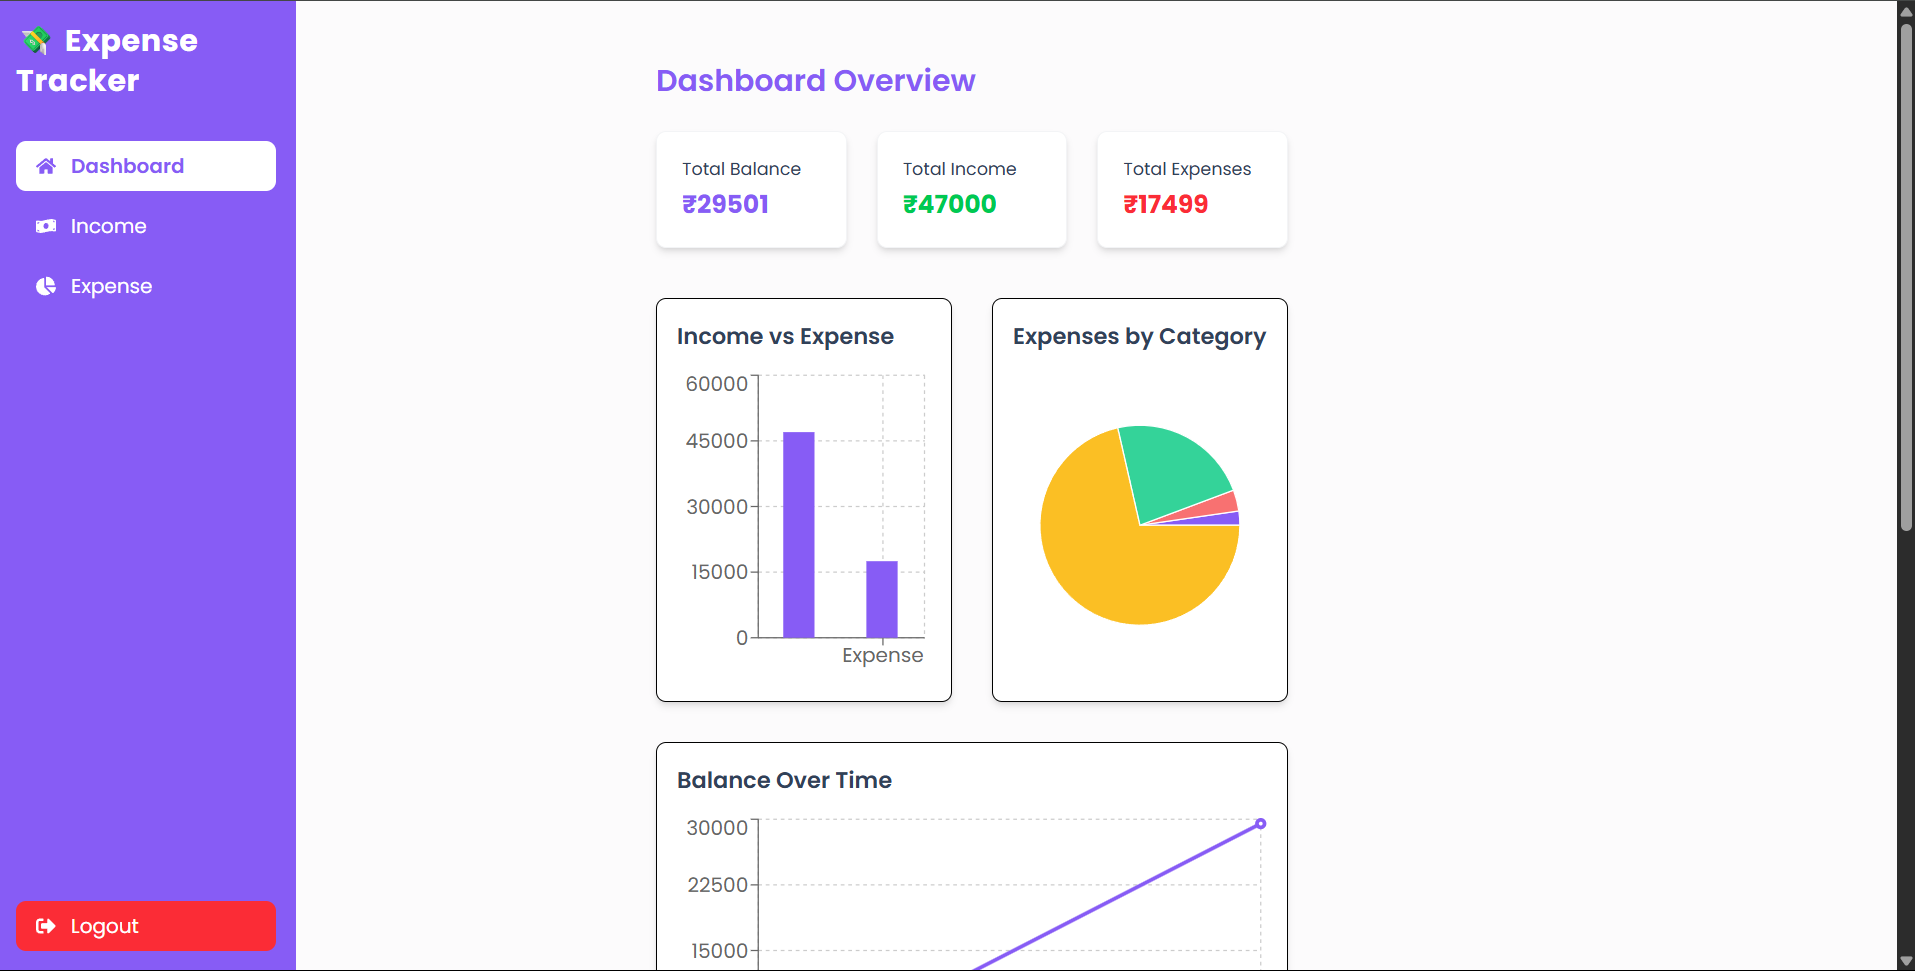 💸 Expense
Tracker
Dashboard
Income
Expense
Logout
Dashboard Overview
Total Balance
₹29501
Total Income
₹47000
Total Expenses
₹17499
Income vs Expense
60000
45000
30000
15000
0
Expense
Expenses by Category
Balance Over Time
30000
22500
15000